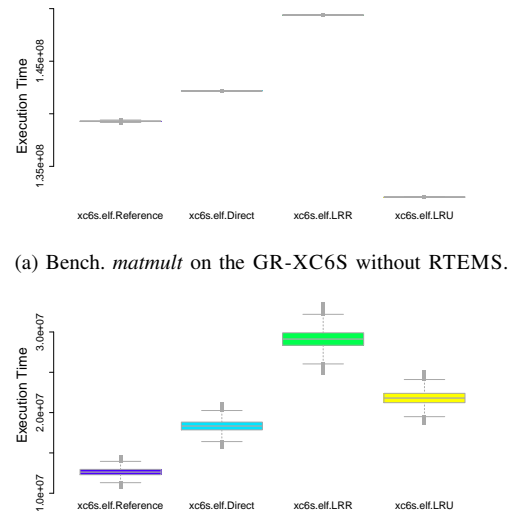 Execution Time
1.45e+08
1.35e+08
xc6s.elf.Reference xc6s.elf.Direct xc6s.elf.LRR xc6s.elf.LRU
(a) Bench. matmult on the GR-XC6S without RTEMS.
Execution Time
3.0e+07
2.0e+07
1.0e+07
xc6s.elf.Reference xc6s.elf.Direct xc6s.elf.LRR xc6s.elf.LRU